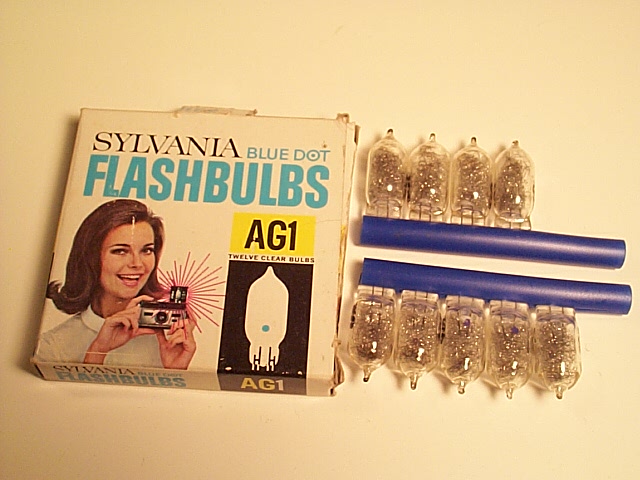 SYLVANIA BLUE DOT
FLASHBULBS
AG1
TWELVE CLEAR BULBS
SYLVANIA BLUE DOT
FLASHBULBS
AG1